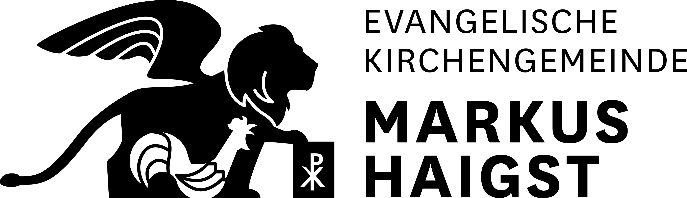 EVANGELISCHE
KIRCHENGEMEINDE
MARKUS
HAIGST